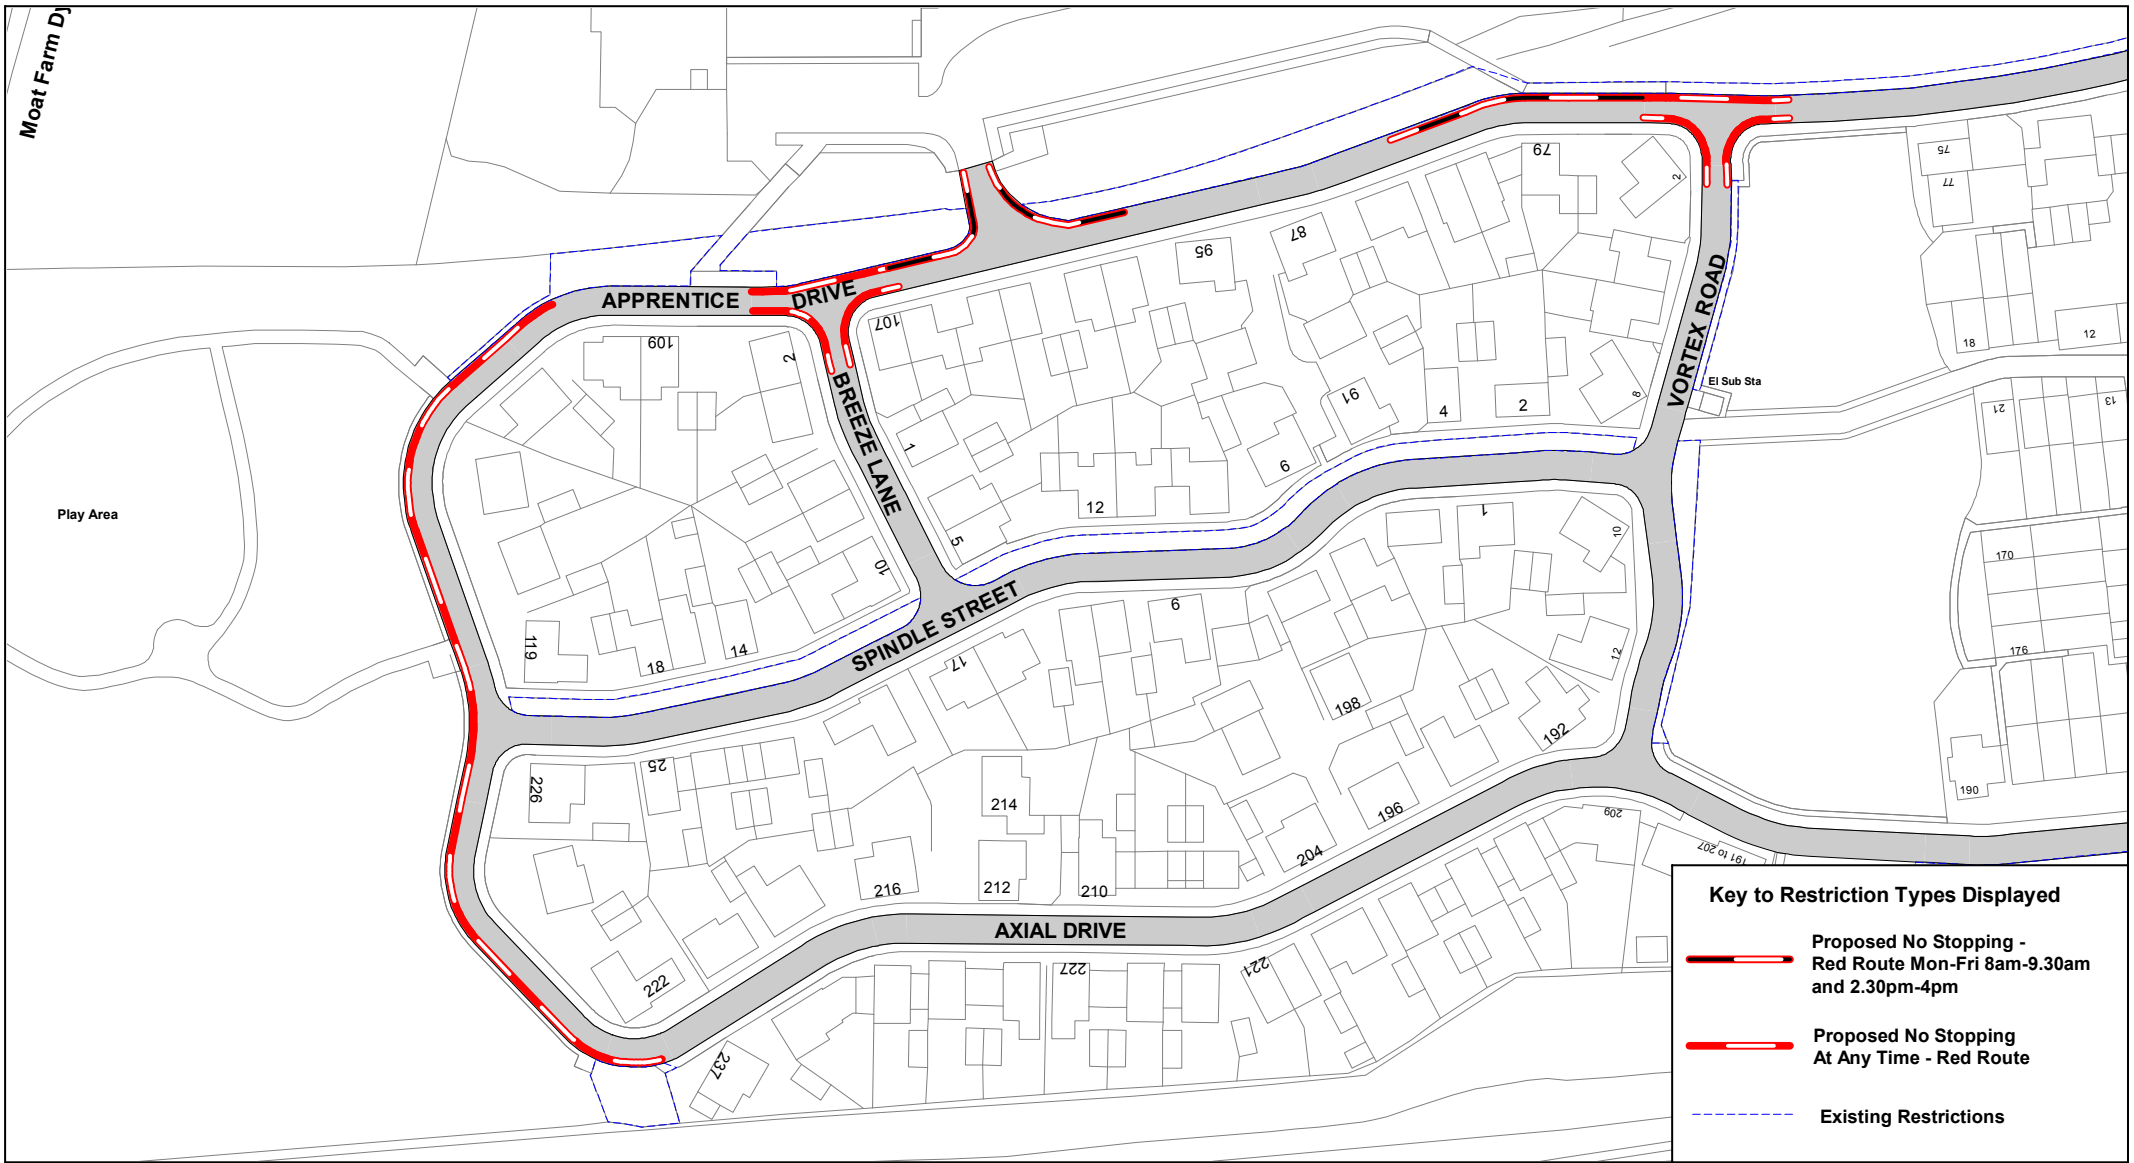 Moat Farm Dy
79
2
75
77
95
87
APPRENTICE
DRIVE
107
109
2
VORTEX ROAD
18
12
El Sub Sta
BREEZE LANE
1
91
4
2
8
21
13
9
12
Play Area
5
10
1
10
170
SPINDLE STREET
119
18
14
17
9
12
176
198
192
226
25
214
196
190
209
191 to 207
204
216
212
210
AXIAL DRIVE
222
227
221
237
Key to Restriction Types Displayed
Proposed No Stopping -
Red Route Mon-Fri 8am-9.30am
and 2.30pm-4pm
Proposed No Stopping
At Any Time - Red Route
Existing Restrictions